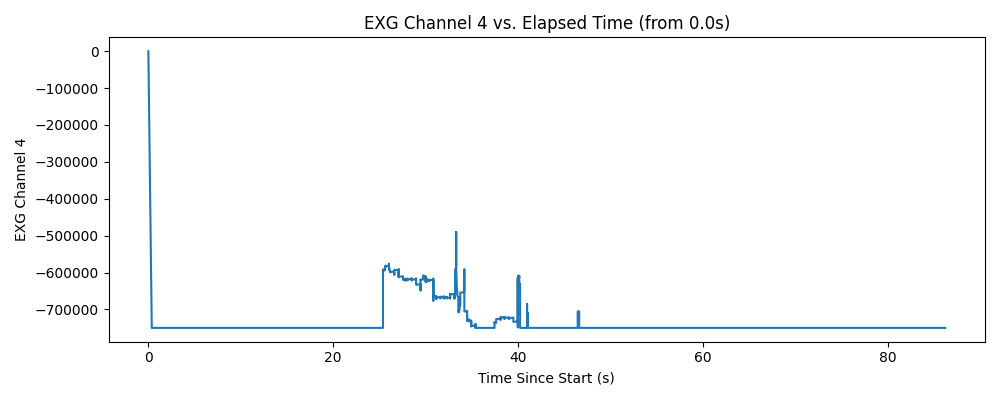 EXG Channel 4 vs. Elapsed Time (from 0.0s)
0
−100000
−200000
−300000
−400000
−500000
−600000
−700000
EXG Channel 4
0 20 40 60 80
Time Since Start (s)